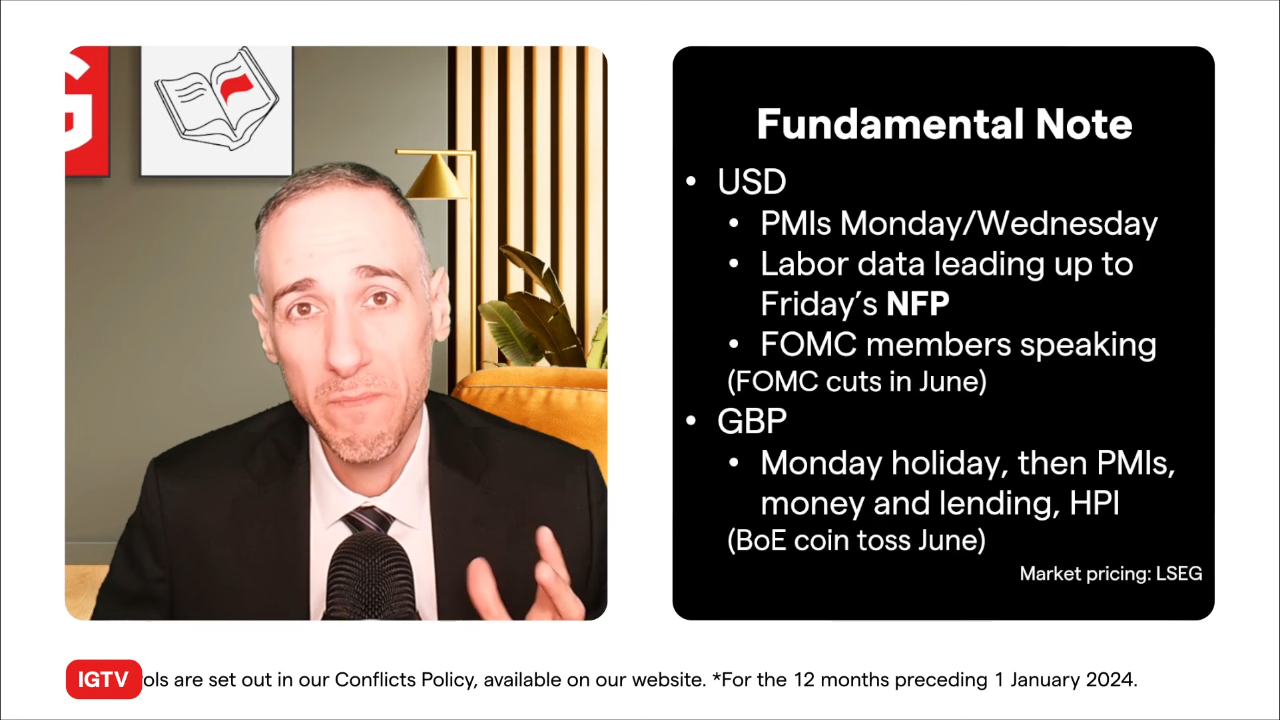 G
Fundamental Note
• USD
• PMIs Monday/Wednesday
• Labor data leading up to
Friday’s NFP
• FOMC members speaking
(FOMC cuts in June)
• GBP
• Monday holiday, then PMIs,
money and lending, HPI
(BoE coin toss June)
Market pricing: LSEG
IGTV
ols are set out in our Conflicts Policy, available on our website. *For the 12 months preceding 1 January 2024.